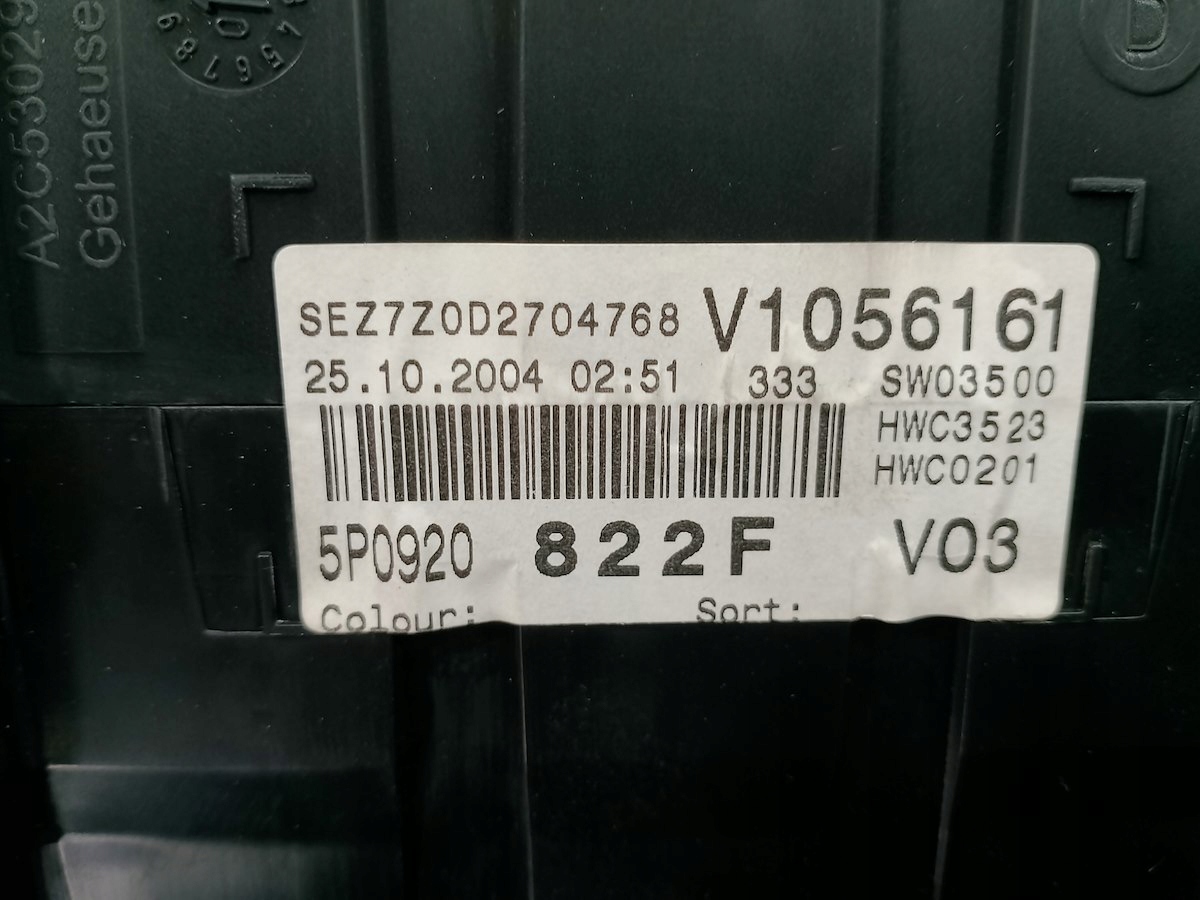 A2C53029
Gehaeuse
D
SEZ7Z0D2704768 V1056161
25.10.2004 02:51 333 SW03500
HWC3523
HWC0201
5P0920 822F V03
Colour: Sort: